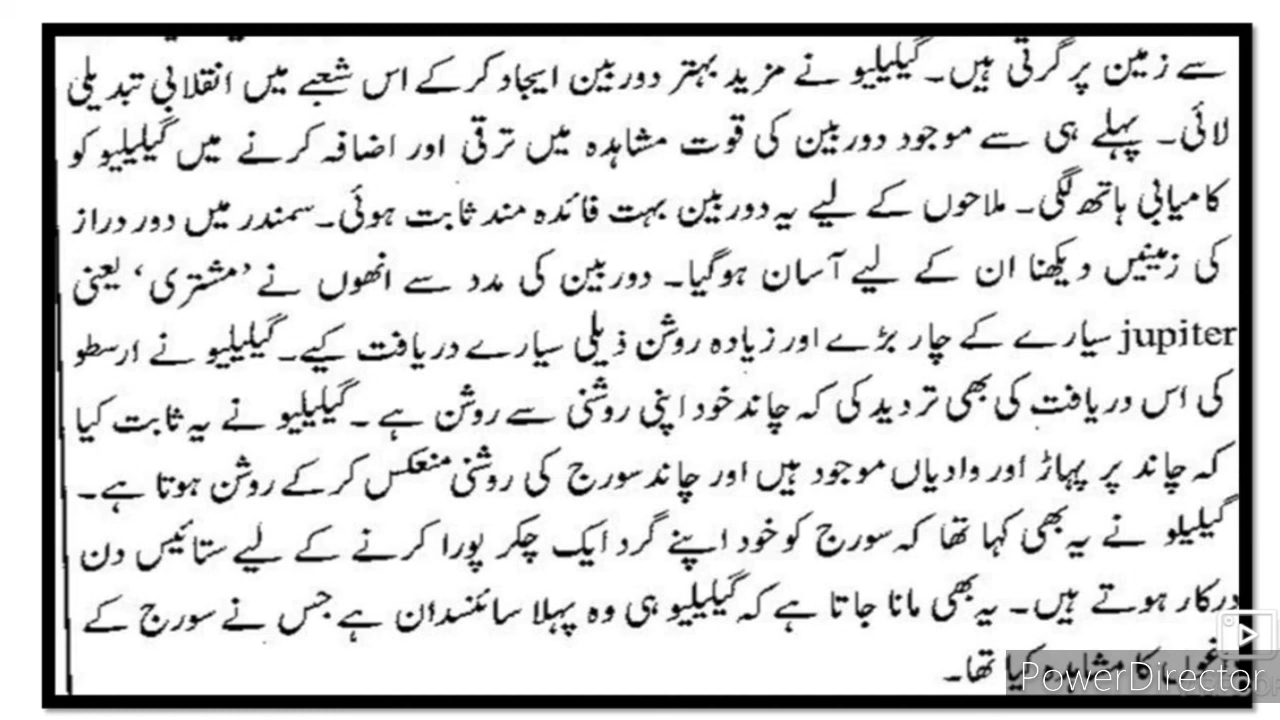 سے زمین پر گرتی ہیں۔ گیلیلیو نے مزید بہتر دوربین ایجاد کرکے اس شعبے میں انقلابی تبدیلی
لائی۔ پہلے ہی سے موجود دوربین کی قوت مشاہدہ میں ترقی اور اضافہ کرنے میں گیلیلیو کو
کامیابی ہاتھ لگی۔ ملاحوں کے لیے یہ دوربین بہت فائدہ مند ثابت ہوئی۔ سمندر میں دور دراز
کی زمینیں دیکھنا ان کے لیے آسان ہوگیا۔ دوربین کی مدد سے انھوں نے ’مشتری‘ یعنی
jupiter سیارے کے چار بڑے اور زیادہ روشن ذیلی سیارے دریافت کیے۔ گیلیلیو نے ارسطو
کی اس دریافت کی بھی تردید کی کہ چاند خود اپنی روشنی سے روشن ہے۔ گیلیلیو نے یہ ثابت کیا
کہ چاند پر پہاڑ اور وادیاں موجود ہیں اور چاند سورج کی روشنی منعکس کرکے روشن ہوتا ہے۔
گیلیلو نے یہ بھی کہا تھا کہ سورج کو خود اپنے گرد ایک چکر پورا کرنے کے لیے ستائیس دن
درکار ہوتے ہیں۔ یہ بھی مانا جاتا ہے کہ گیلیلیو ہی وہ پہلا سائنسدان ہے جس نے سورج کے
کا مشاہدہ کیا تھا۔
PowerDirector